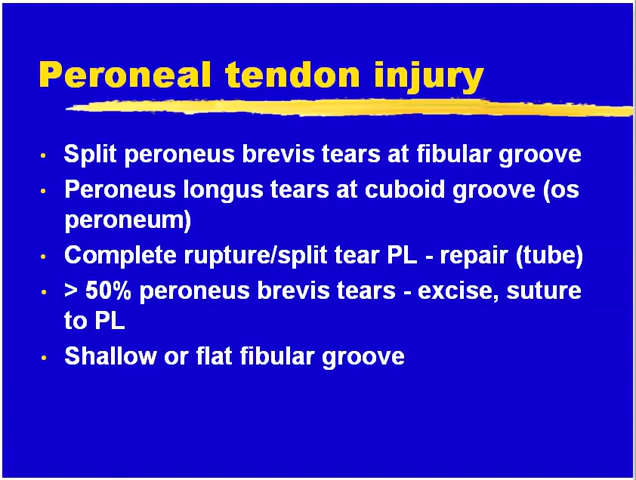 Peroneal tendon injury
• Split peroneus brevis tears at fibular groove
• Peroneus longus tears at cuboid groove (os
peroneum)
• Complete rupture/split tear PL - repair (tube)
• > 50% peroneus brevis tears - excise, suture
to PL
• Shallow or flat fibular groove